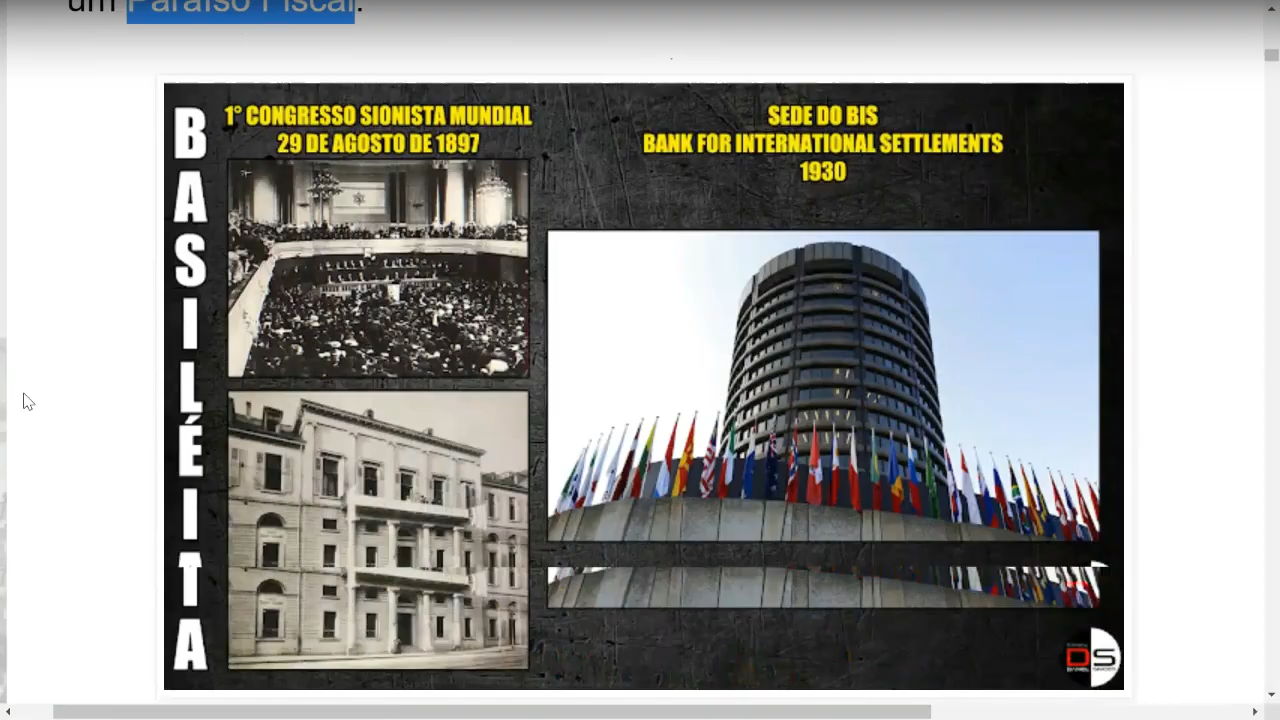 um Paraíso Fiscal.
BASILÉITA
1° CONGRESSO SIONISTA MUNDIAL
29 DE AGOSTO DE 1897
SEDE DO BIS
BANK FOR INTERNATIONAL SETTLEMENTS
1930
DS